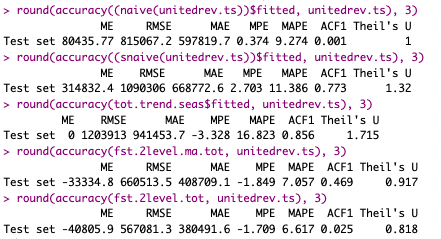 > round(accuracy((naive(unitedrev.ts))$fitted, unitedrev.ts), 3)
ME RMSE MAE MPE MAPE ACF1 Theil's U
Test set 80435.77 815067.2 597819.7 0.374 9.274 0.001 1
> round(accuracy((snaive(unitedrev.ts))$fitted, unitedrev.ts), 3)
ME RMSE MAE MPE MAPE ACF1 Theil's U
Test set 314832.4 1090306 668772.6 2.703 11.386 0.773 1.32
> round(accuracy(tot.trend.seas$fitted, unitedrev.ts), 3)
ME RMSE MAE MPE MAPE ACF1 Theil's U
Test set 0 1203913 941453.7 -3.328 16.823 0.856 1.715
> round(accuracy(fst.2level.ma.tot, unitedrev.ts), 3)
ME RMSE MAE MPE MAPE ACF1 Theil's U
Test set -33334.8 660513.5 408709.1 -1.849 7.057 0.469 0.917
> round(accuracy(fst.2level.tot, unitedrev.ts), 3)
ME RMSE MAE MPE MAPE ACF1 Theil's U
Test set -40805.9 567081.3 380491.6 -1.709 6.617 0.025 0.818